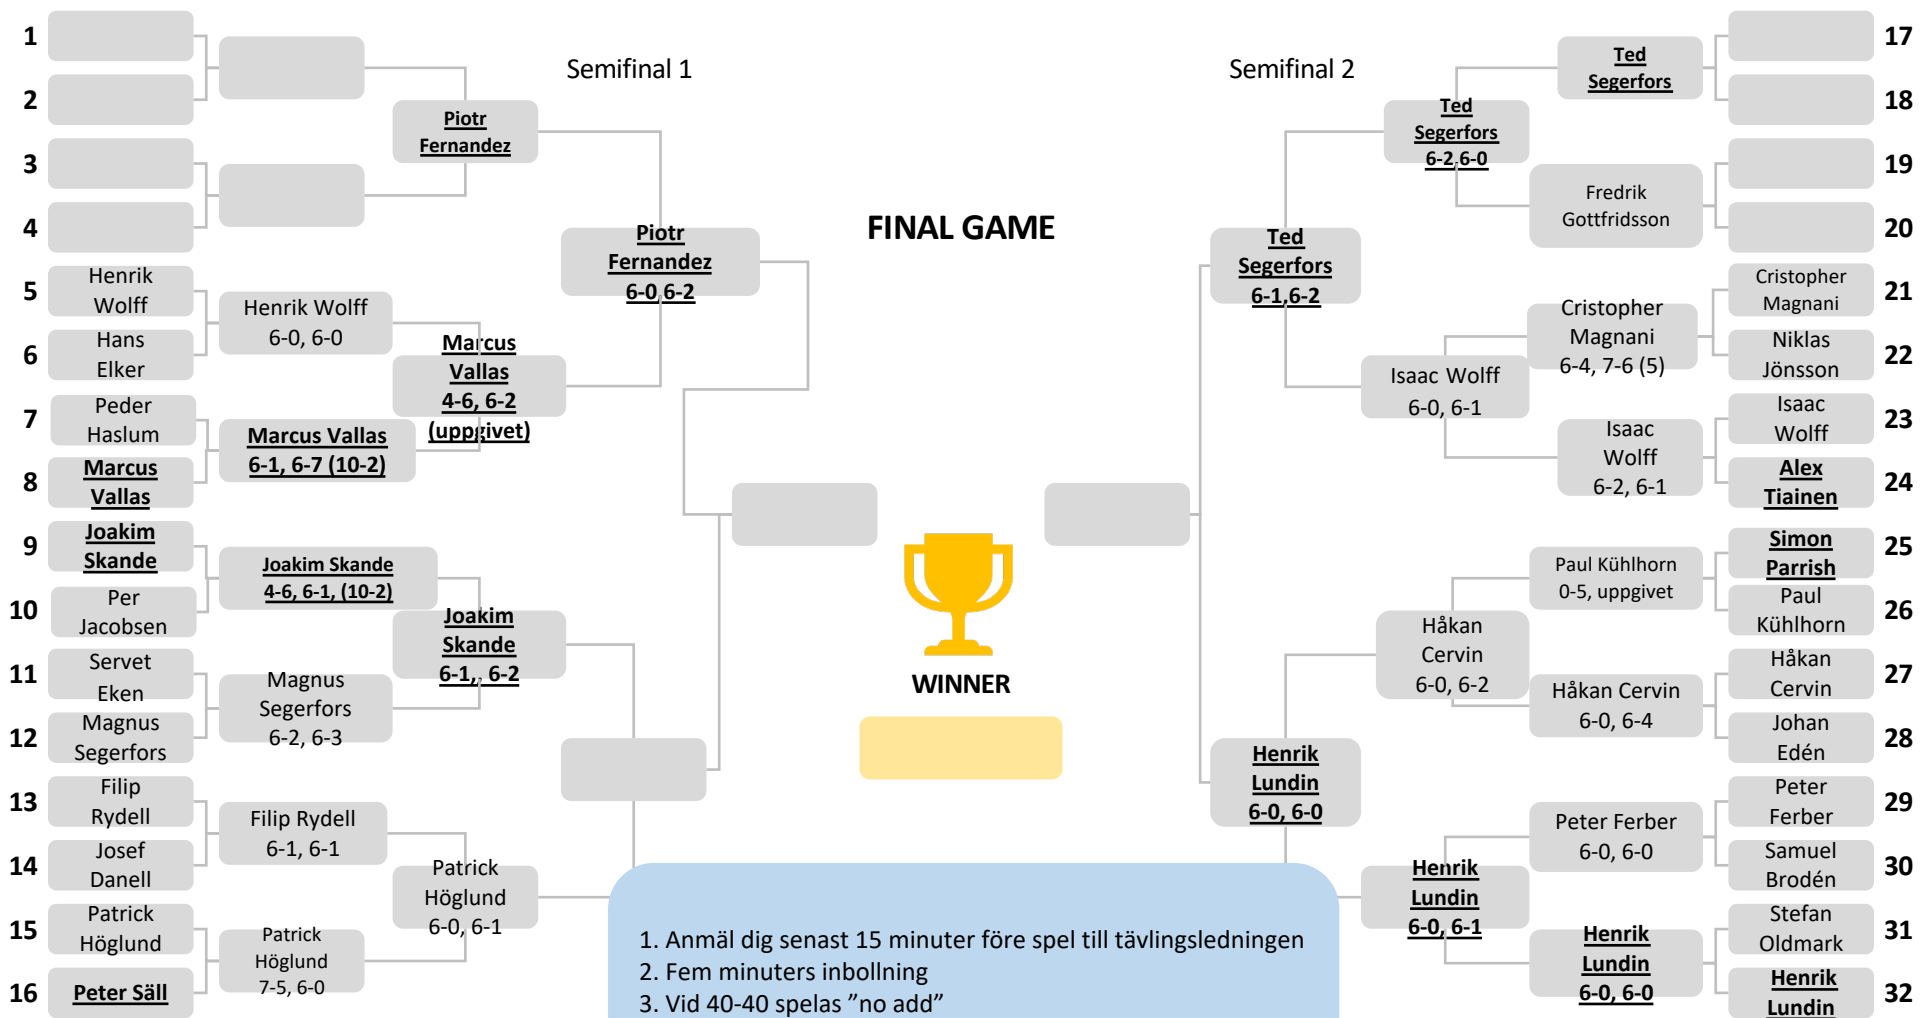 1
2
3
4
5
Henrik
Wolff
6
Hans
Elker
7
Peder
Haslum
8
Marcus
Vallas
9
Joakim
Skande
10
Per
Jacobsen
11
Servet
Eken
12
Magnus
Segerfors
13
Filip
Rydell
14
Josef
Danell
15
Patrick
Höglund
16
Peter Säll
Henrik Wolff
6-0, 6-0
Marcus Vallas
6-1, 6-7 (10-2)
Joakim Skande
4-6, 6-1, (10-2)
Magnus
Segerfors
6-2, 6-3
Filip Rydell
6-1, 6-1
Patrick
Höglund
7-5, 6-0
Piotr
Fernandez
Marcus
Vallas
4-6, 6-2
(uppgivet)
Joakim
Skande
6-1,, 6-2
Patrick
Höglund
6-0, 6-1
Semifinal 1
Piotr
Fernandez
6-0,6-2
FINAL GAME
WINNER
1. Anmäl dig senast 15 minuter före spel till tävlingsledningen
2. Fem minuters inbollning
3. Vid 40-40 spelas ”no add”
Semifinal 2
Ted
Segerfors
6-1,6-2
Henrik
Lundin
6-0, 6-0
Ted
Segerfors
6-2,6-0
Isaac Wolff
6-0, 6-1
Håkan
Cervin
6-0, 6-2
Henrik
Lundin
6-0, 6-1
Ted
Segerfors
Fredrik
Gottfridsson
Cristopher
Magnani
6-4, 7-6 (5)
Isaac
Wolff
6-2, 6-1
Paul Kühlhorn
0-5, uppgivet
Håkan Cervin
6-0, 6-4
Peter Ferber
6-0, 6-0
Henrik
Lundin
6-0, 6-0
17
18
19
20
Cristopher
Magnani
21
Niklas
Jönsson
22
Isaac
Wolff
23
Alex
Tiainen
24
Simon
Parrish
25
Paul
Kühlhorn
26
Håkan
Cervin
27
Johan
Edén
28
Peter
Ferber
29
Samuel
Brodén
30
Stefan
Oldmark
31
Henrik
Lundin
32